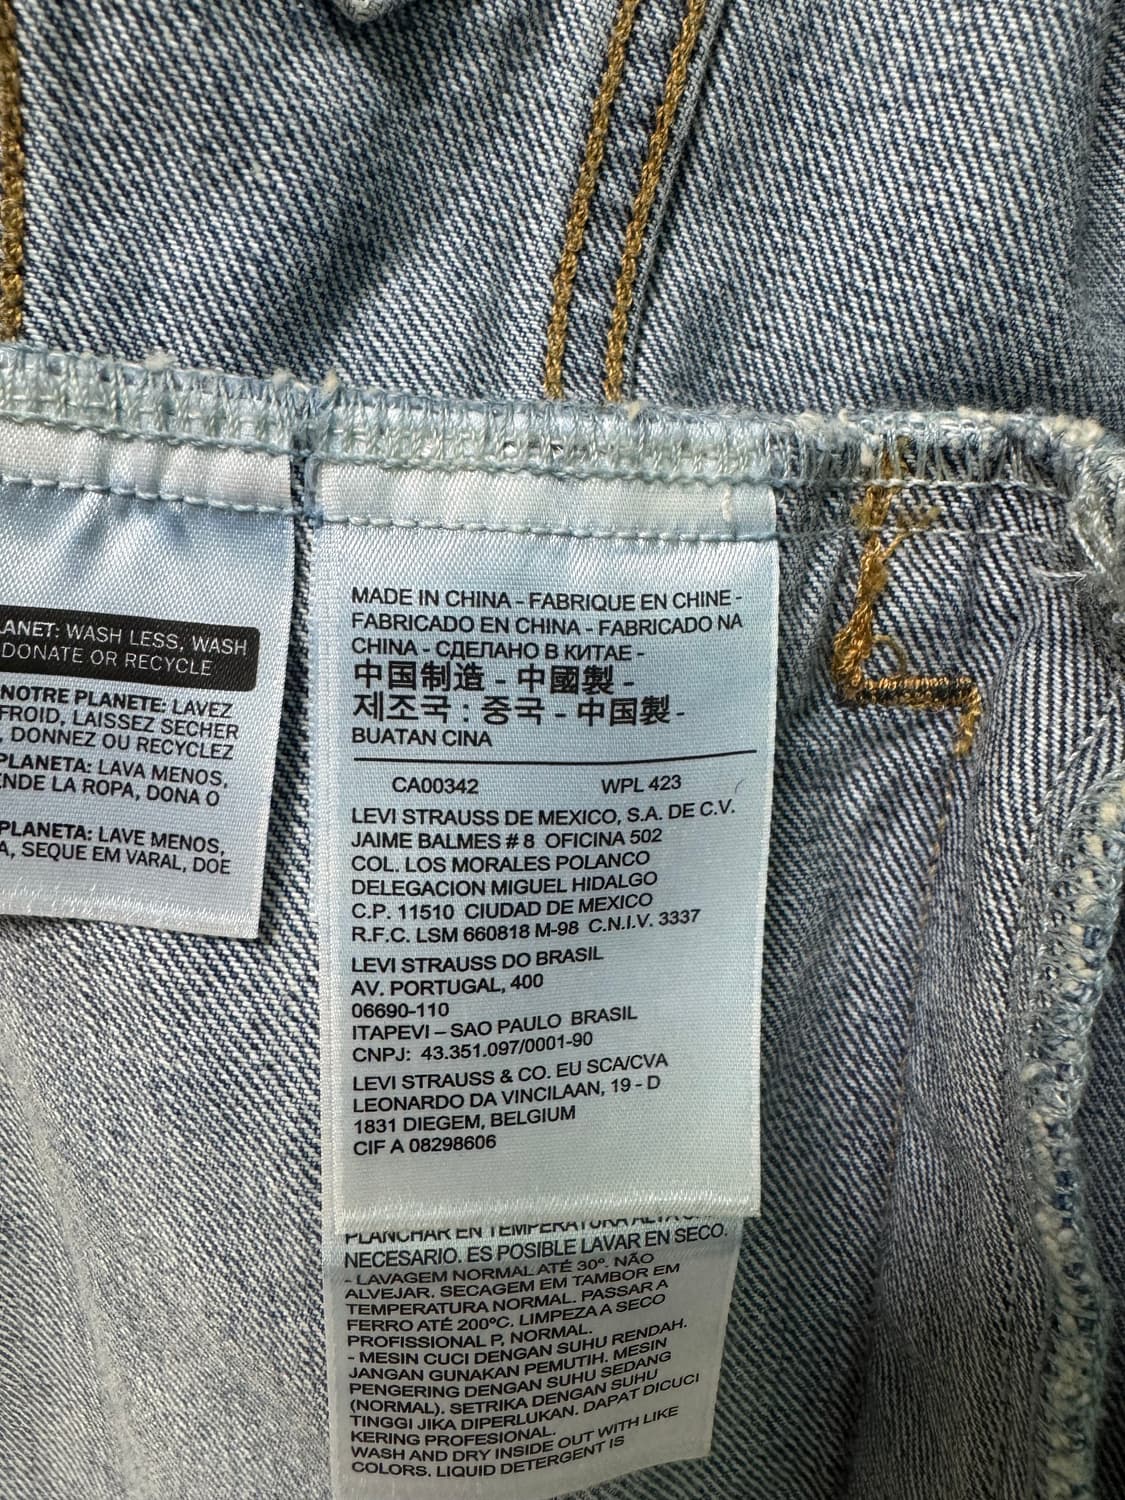 ANET: WASH LESS, WASH
DONATE OR RECYCLE
NOTRE PLANETE: LAVEZ
FROID, LAISSEZ SECHER
, DONNEZ OU RECYCLEZ
PLANETA: LAVA MENOS,
ENDE LA ROPA, DONA O
PLANETA: LAVE MENOS,
A, SEQUE EM VARAL, DOE
MADE IN CHINA - FABRIQUE EN CHINE -
FABRICADO EN CHINA - FABRICADO NA
CHINA - СДЕЛАНО В КИТАЕ -
中国制造 - 中國製 -
제조국 : 중국 - 中国製 -
BUATAN CINA
CA00342 WPL 423
LEVI STRAUSS DE MEXICO, S.A. DE C.V.
JAIME BALMES # 8 OFICINA 502
COL. LOS MORALES POLANCO
DELEGACION MIGUEL HIDALGO
C.P. 11510 CIUDAD DE MEXICO
R.F.C. LSM 660818 M-98 C.N.I.V. 3337
LEVI STRAUSS DO BRASIL
AV. PORTUGAL, 400
06690-110
ITAPEVI – SAO PAULO BRASIL
CNPJ: 43.351.097/0001-90
LEVI STRAUSS & CO. EU SCA/CVA
LEONARDO DA VINCILAAN, 19 - D
1831 DIEGEM, BELGIUM
CIF A 08298606
PLANCHAR EN TEMPERATURA ALTA
NECESARIO. ES POSIBLE LAVAR EN SECO.
- LAVAGEM NORMAL ATÉ 30º. NÃO
ALVEJAR. SECAGEM EM TAMBOR EM
TEMPERATURA NORMAL. PASSAR A
FERRO ATÉ 200ºC. LIMPEZA A SECO
PROFISSIONAL P, NORMAL.
- MESIN CUCI DENGAN SUHU RENDAH.
JANGAN GUNAKAN PEMUTIH. MESIN
PENGERING DENGAN SUHU SEDANG
(NORMAL). SETRIKA DENGAN SUHU
TINGGI JIKA DIPERLUKAN. DAPAT DICUCI
KERING PROFESIONAL.
WASH AND DRY INSIDE OUT WITH LIKE
COLORS. LIQUID DETERGENT IS